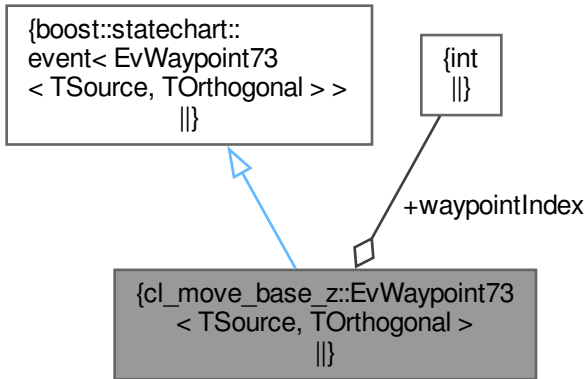 {boost::statechart::
event< EvWaypoint73
< TSource, TOrthogonal > >
||}
{int
||}
+waypointIndex
{cl_move_base_z::EvWaypoint73
< TSource, TOrthogonal >
||}